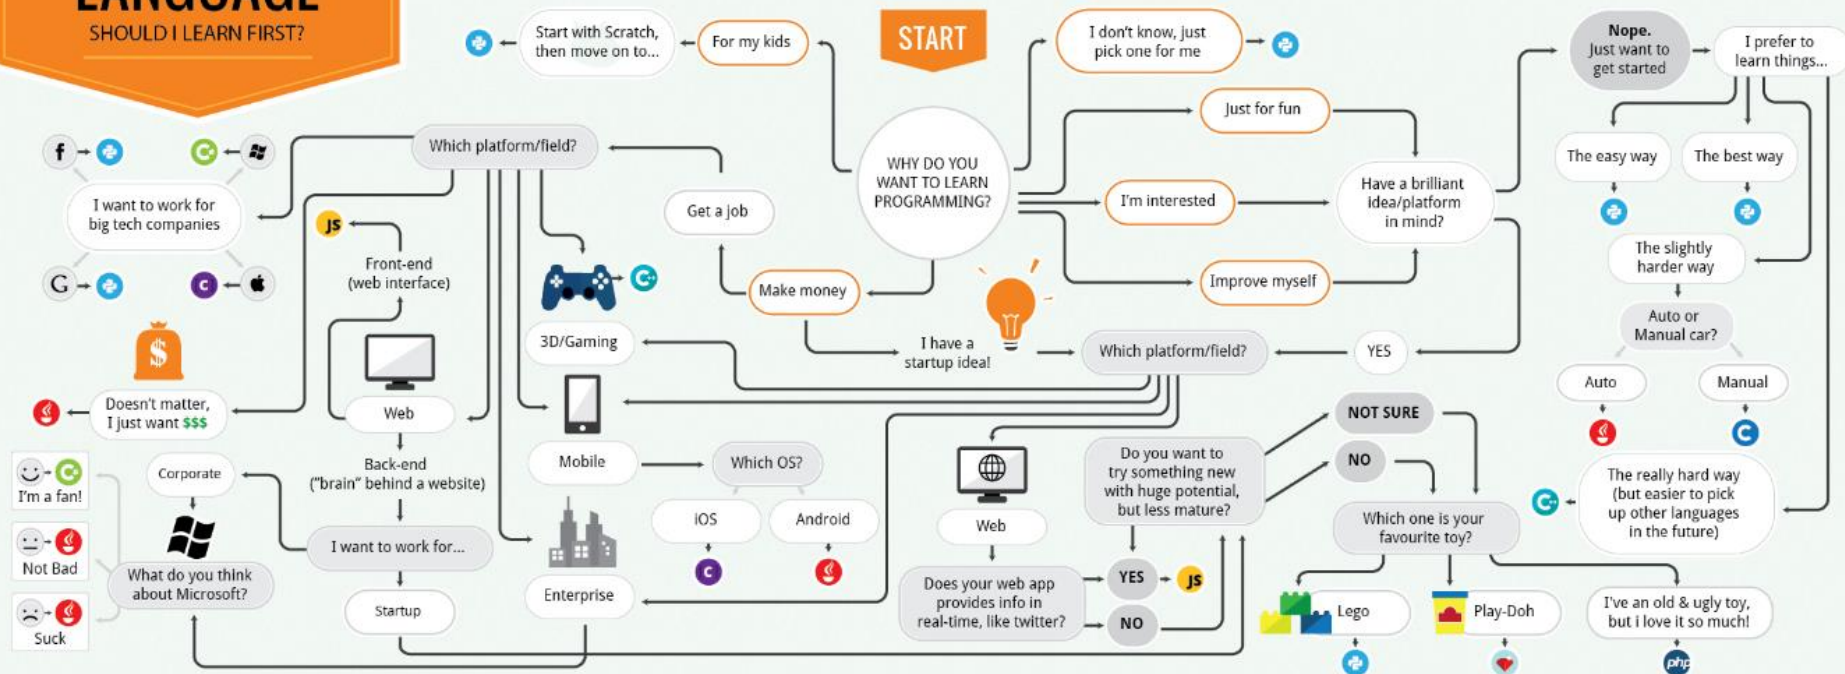 LANGUAGE
SHOULD I LEARN FIRST?
START
Start with Scratch,
then move on to...
For my kids
I don't know, just
pick one for me
Nope.
Just want to
get started
I prefer to
learn things...
Just for fun
Which platform/field?
WHY DO YOU
WANT TO LEARN
PROGRAMMING?
The easy way
The best way
f
I want to work for
big tech companies
Get a job
I'm interested
Have a brilliant
idea/platform
in mind?
JS
G
C
Front-end
(web interface)
C++
Make money
Improve myself
The slightly
harder way
$
3D/Gaming
I have a
startup idea!
Which platform/field?
YES
Auto or
Manual car?
Auto
Manual
C
Doesn't matter,
I just want $$$
Web
NOT SURE
NO
Mobile
Which OS?
Do you want to
try something new
with huge potential,
but less mature?
The really hard way
(but easier to pick
up other languages
in the future)
C++
I'm a fan!
Corporate
Back-end
("brain" behind a website)
iOS
Android
C
Web
Which one is your
favourite toy?
Not Bad
I want to work for...
What do you think
about Microsoft?
Enterprise
Does your web app
provides info in
real-time, like twitter?
YES
JS
NO
Suck
Startup
Lego
Play-Doh
I've an old & ugly toy,
but i love it so much!
php